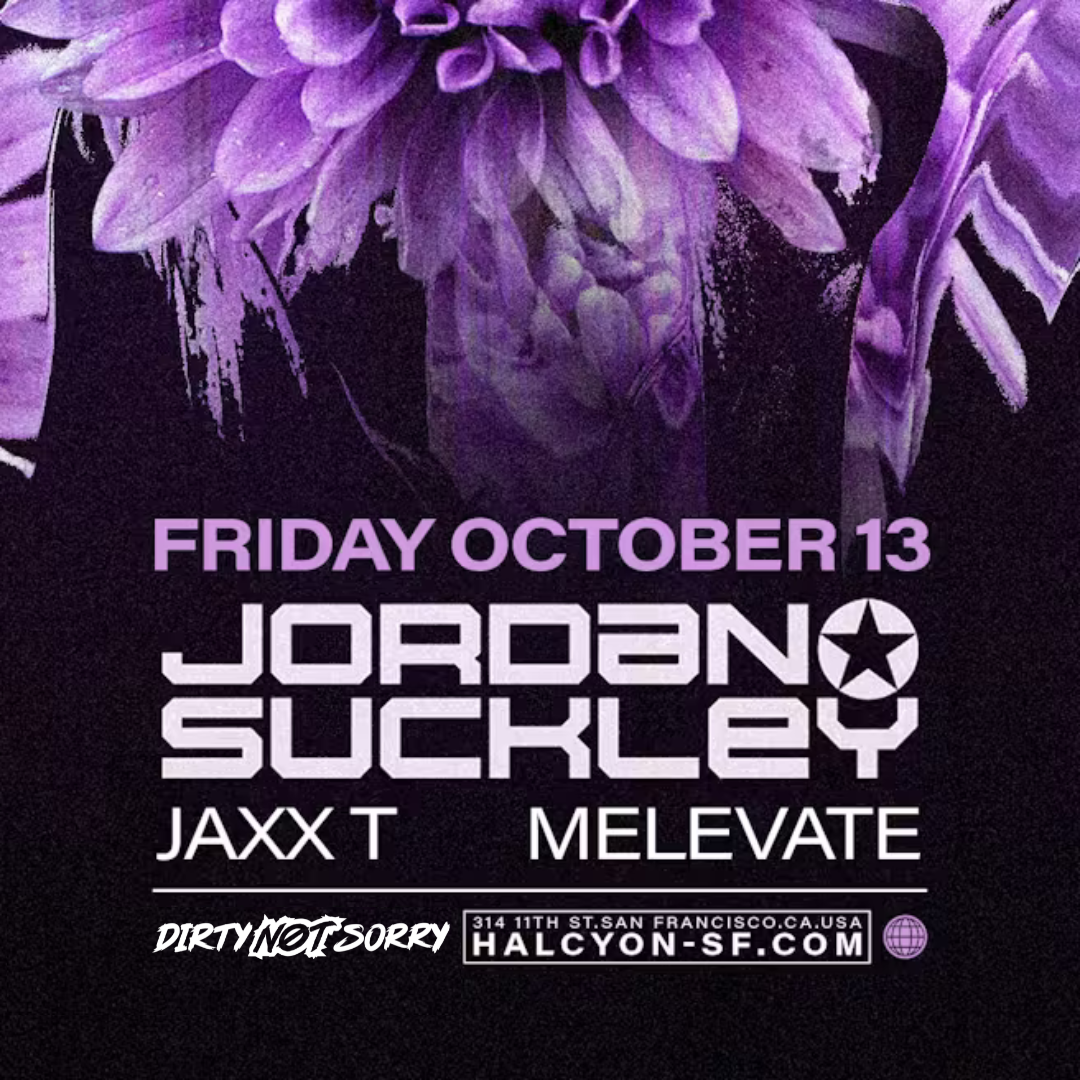 FRIDAY OCTOBER 13
JORDAN
SUCKLEY
JAXX T MELEVATE
DIRTY NOT SORRY
314 11TH ST.SAN FRANCISCO.CA.USA
HALCYON-SF.COM